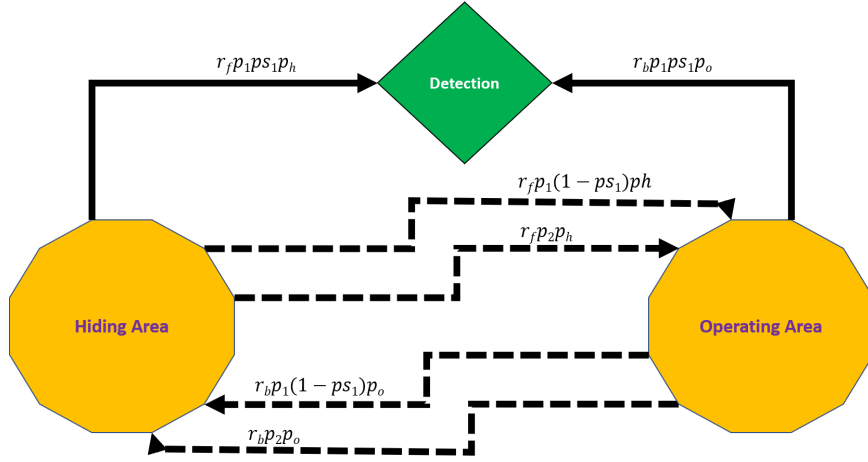 $r_f p_1 ps_1 p_h$
$r_b p_1 ps_1 p_o$
Detection
$r_f p_1 (1 - ps_1) ph$
$r_f p_2 p_h$
Hiding Area
Operating Area
$r_b p_1 (1 - ps_1) p_o$
$r_b p_2 p_o$